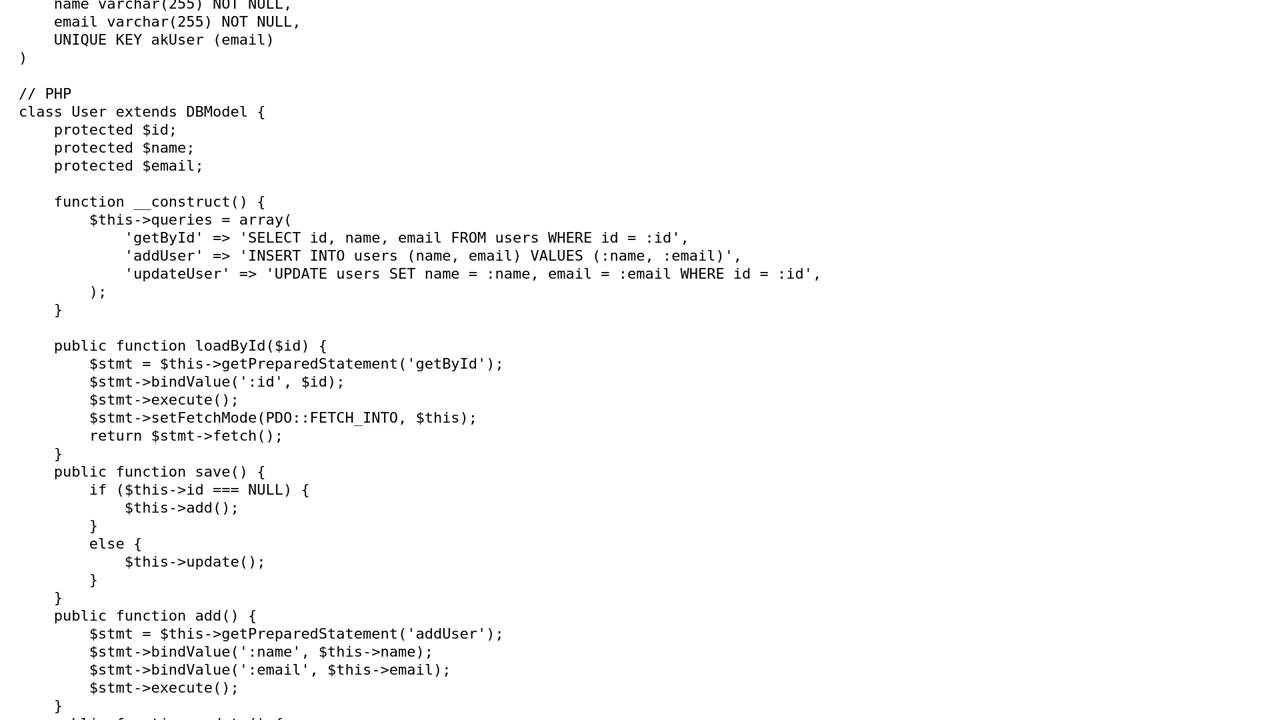 name varchar(255) NOT NULL,
    email varchar(255) NOT NULL,
    UNIQUE KEY akUser (email)
)

// PHP
class User extends DBModel {
    protected $id;
    protected $name;
    protected $email;

    function __construct() {
        $this->queries = array(
            'getById' => 'SELECT id, name, email FROM users WHERE id = :id',
            'addUser' => 'INSERT INTO users (name, email) VALUES (:name, :email)',
            'updateUser' => 'UPDATE users SET name = :name, email = :email WHERE id = :id',
        );
    }

    public function loadById($id) {
        $stmt = $this->getPreparedStatement('getById');
        $stmt->bindValue(':id', $id);
        $stmt->execute();
        $stmt->setFetchMode(PDO::FETCH_INTO, $this);
        return $stmt->fetch();
    }
    public function save() {
        if ($this->id === NULL) {
            $this->add();
        }
        else {
            $this->update();
        }
    }
    public function add() {
        $stmt = $this->getPreparedStatement('addUser');
        $stmt->bindValue(':name', $this->name);
        $stmt->bindValue(':email', $this->email);
        $stmt->execute();
    }